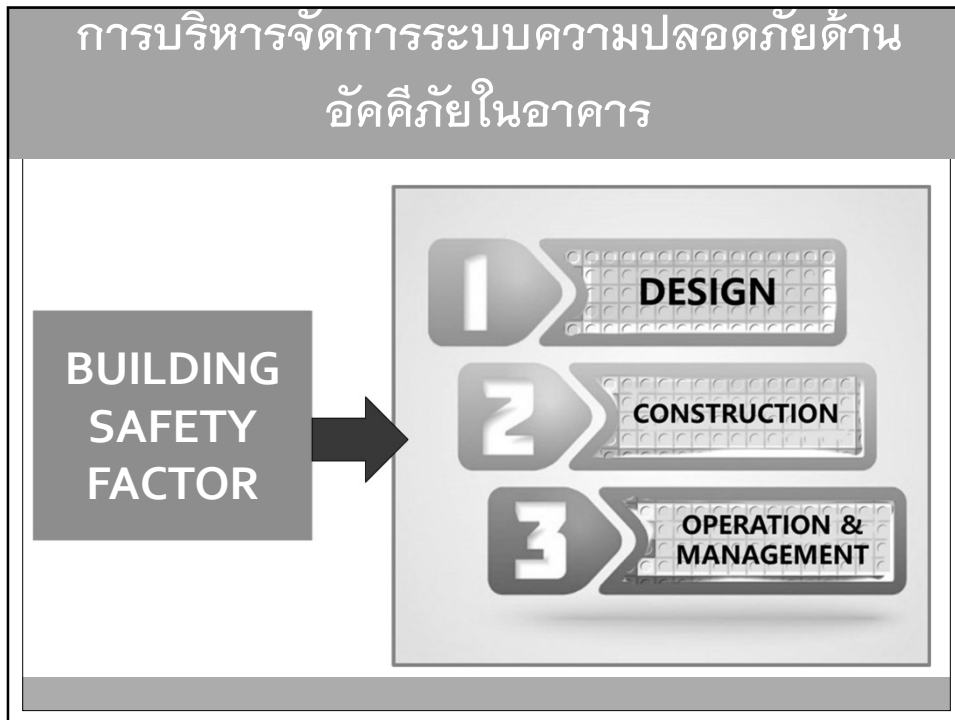 การบริหารจัดการระบบความปลอดภัยด้าน
อัคคีภัยในอาคาร
BUILDING
SAFETY
FACTOR
1
DESIGN
2
CONSTRUCTION
3
OPERATION &
MANAGEMENT